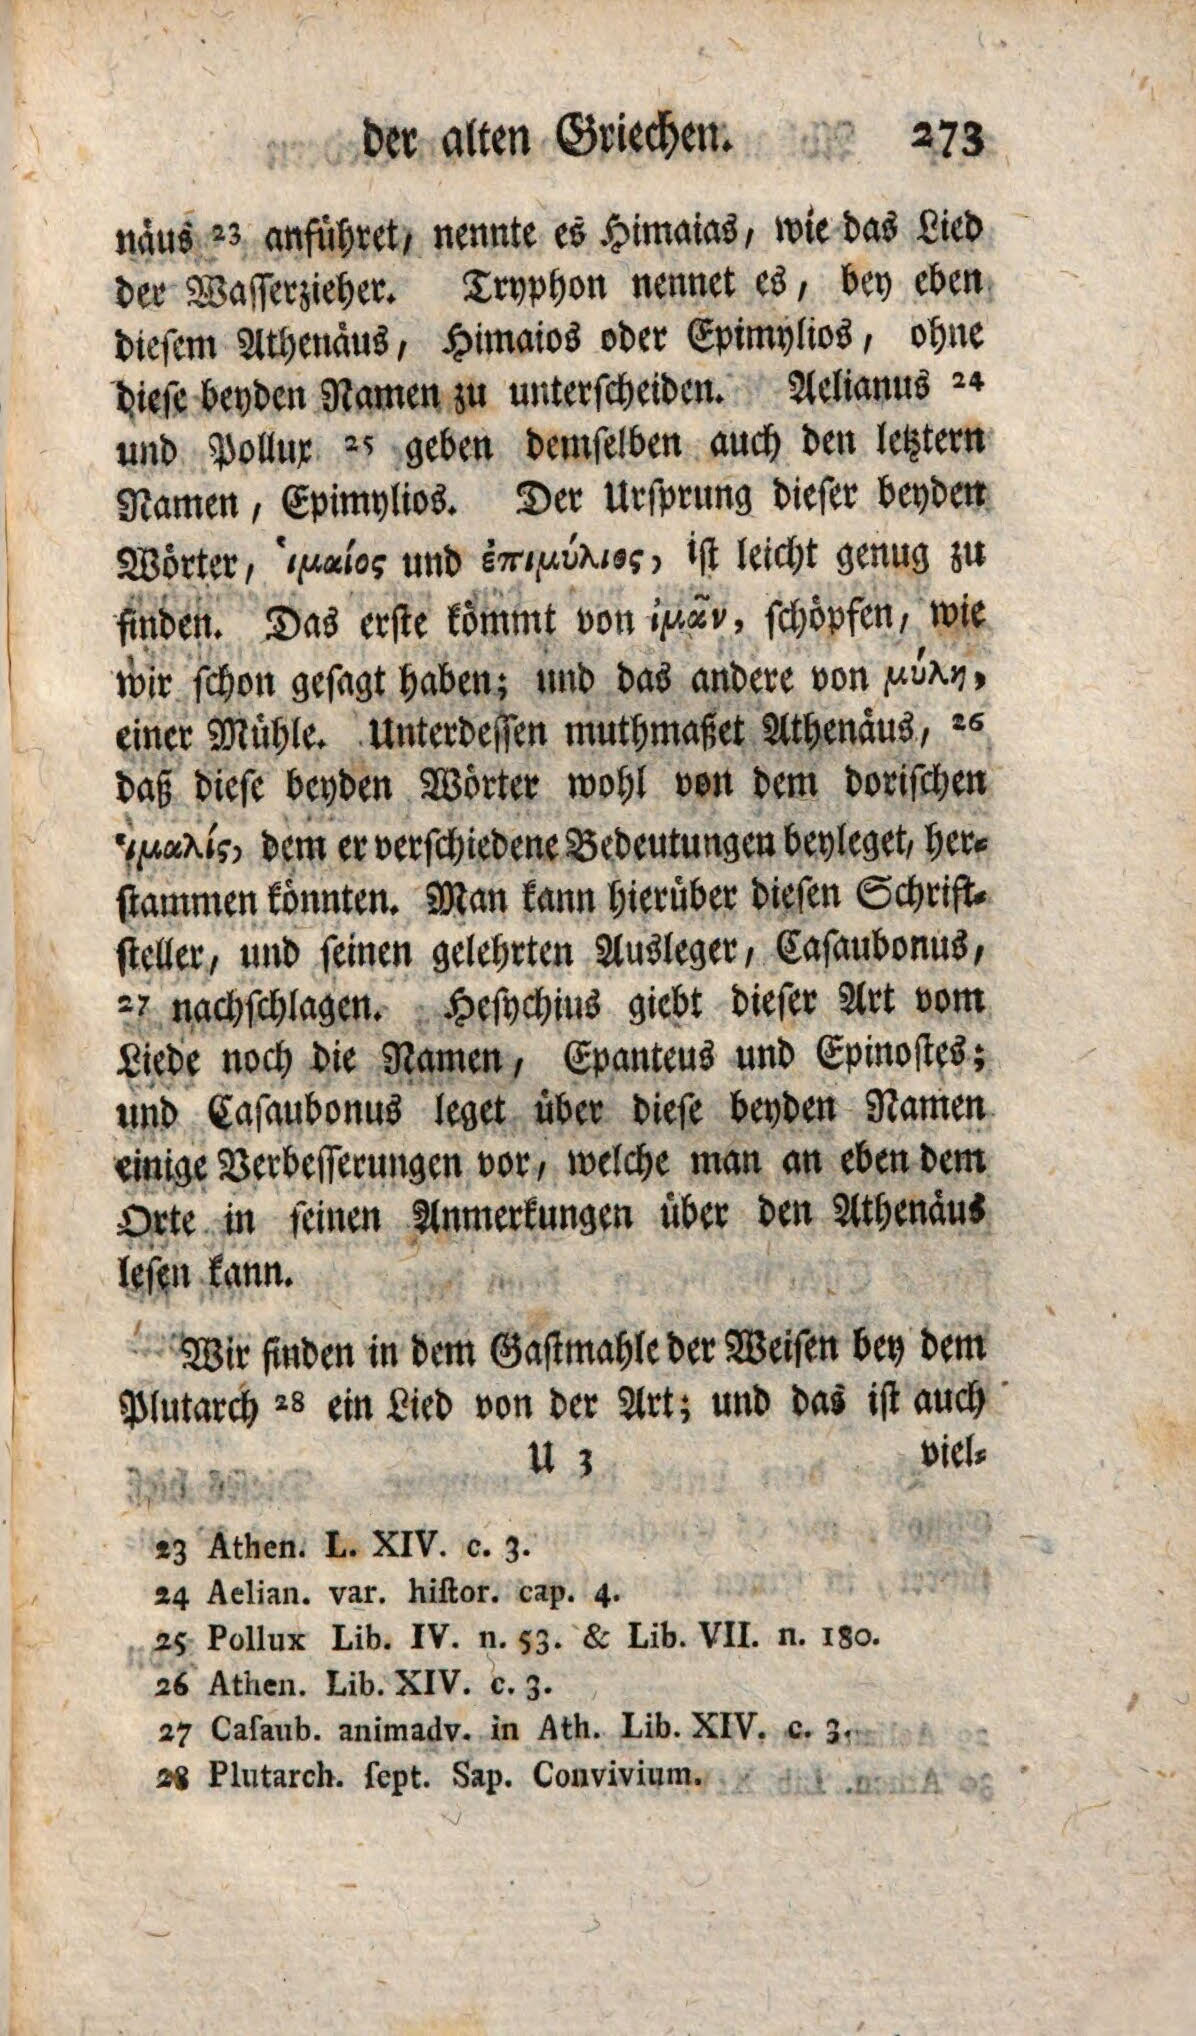 der alten Griechen. 273
näus 23 anführet, nennte es Himaias, wie das Lied
der Wasserzieher. Tryphon nennet es, bey eben
diesem Athenäus, Himaios oder Epimylios, ohne
diese beyden Namen zu unterscheiden. Aelianus 24
und Pollux 25 geben demselben auch den letztern
Namen, Epimylios. Der Ursprung dieser beyden
Wörter, ἱμαίος und ἐπιμύλιος, ist leicht genug zu
finden. Das erste kömmt von ἱμᾶν, schöpfen, wie
wir schon gesagt haben; und das andere von μύλη,
einer Mühle. Unterdessen muthmaßet Athenäus, 26
daß diese beyden Wörter wohl von dem dorischen
ἱμαλίς, dem er verschiedene Bedeutungen beyleget, her-
stammen könnten. Man kann hierüber diesen Schrift-
steller, und seinen gelehrten Ausleger, Casaubonus,
27 nachschlagen. Hesychius giebt dieser Art vom
Liede noch die Namen, Epanteus und Epinostes;
und Casaubonus leget über diese beyden Namen
einige Verbesserungen vor, welche man an eben dem
Orte in seinen Anmerkungen über den Athenäus
lesen kann.
Wir finden in dem Gastmahle der Weisen bey dem
Plutarch 28 ein Lied von der Art; und das ist auch
U 3 viel-
23 Athen. L. XIV. c. 3.
24 Aelian. var. hiſtor. cap. 4.
25 Pollux Lib. IV. n. 53. & Lib. VII. n. 180.
26 Athen. Lib. XIV. c. 3.
27 Caſaub. animadv. in Ath. Lib. XIV. c. 3.
28 Plutarch. ſept. Sap. Convivium.